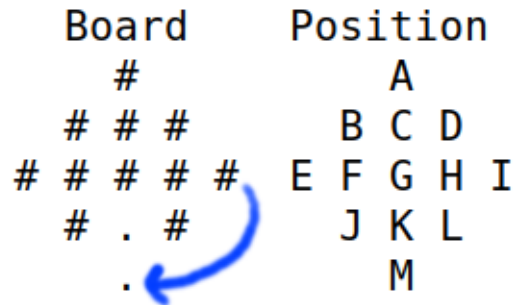 Board Position
# A
# # # B C D
# # # # # E F G H I
# . # J K L
. M